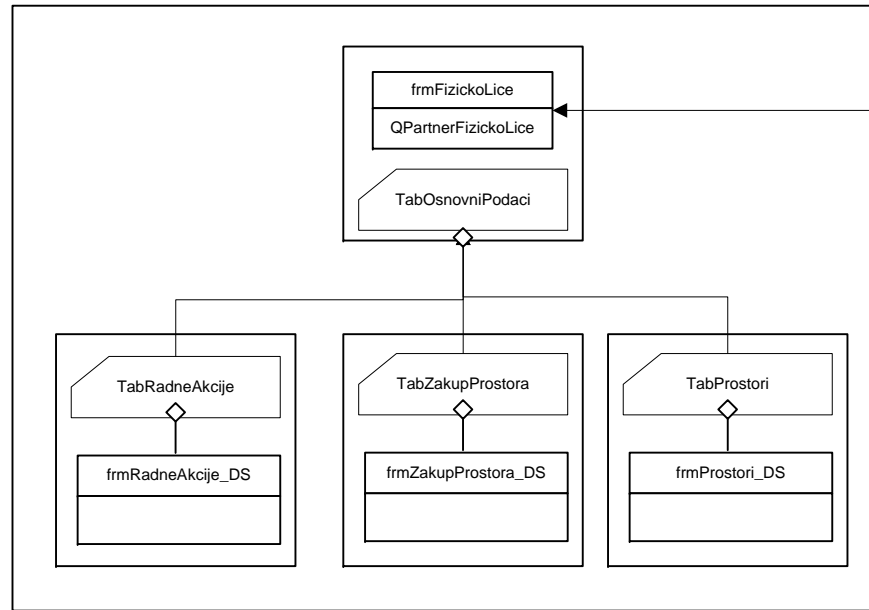 frmFizickoLice
QPartnerFizickoLice
TabOsnovniPodaci
TabRadneAkcije
TabZakupProstora
TabProstori
frmRadneAkcije_DS
frmZakupProstora_DS
frmProstori_DS